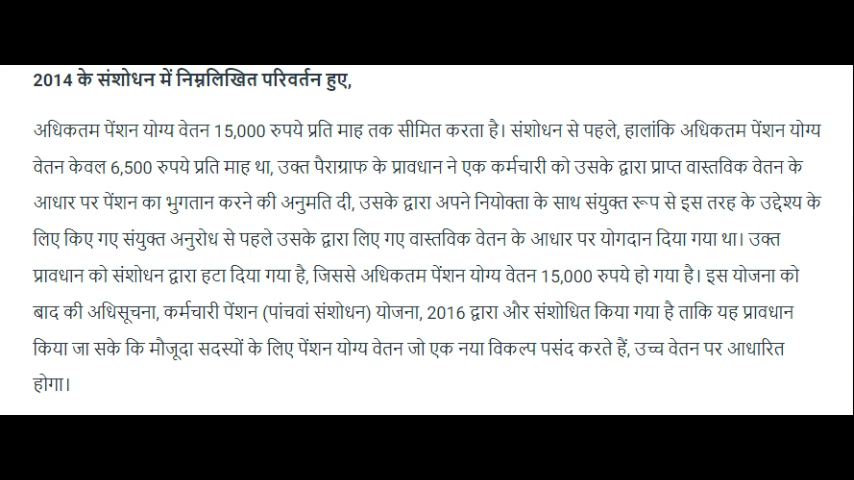 2014 के संशोधन में निम्नलिखित परिवर्तन हुए,
अधिकतम पेंशन योग्य वेतन 15,000 रुपये प्रति माह तक सीमित करता है। संशोधन से पहले, हालांकि अधिकतम पेंशन योग्य
वेतन केवल 6,500 रुपये प्रति माह था, उक्त पैराग्राफ के प्रावधान ने एक कर्मचारी को उसके द्वारा प्राप्त वास्तविक वेतन के
आधार पर पेंशन का भुगतान करने की अनुमति दी, उसके द्वारा अपने नियोक्ता के साथ संयुक्त रूप से इस तरह के उद्देश्य के
लिए किए गए संयुक्त अनुरोध से पहले उसके द्वारा लिए गए वास्तविक वेतन के आधार पर योगदान दिया गया था। उक्त
प्रावधान को संशोधन द्वारा हटा दिया गया है, जिससे अधिकतम पेंशन योग्य वेतन 15,000 रुपये हो गया है। इस योजना को
बाद की अधिसूचना, कर्मचारी पेंशन (पांचवां संशोधन) योजना, 2016 द्वारा और संशोधित किया गया है ताकि यह प्रावधान
किया जा सके कि मौजूदा सदस्यों के लिए पेंशन योग्य वेतन जो एक नया विकल्प पसंद करते हैं, उच्च वेतन पर आधारित
होगा।